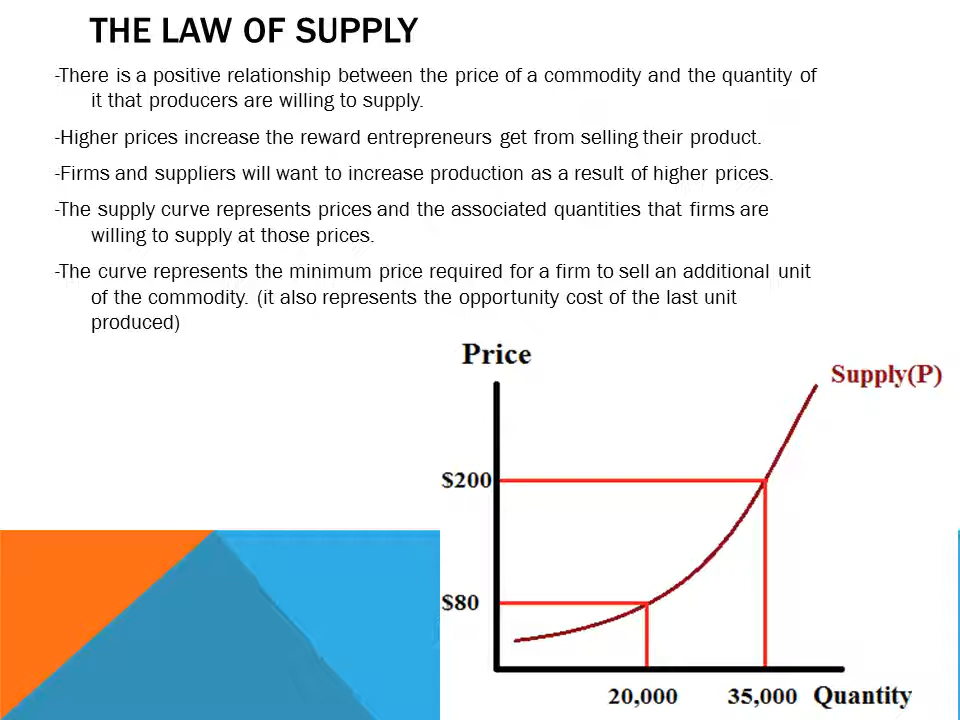 THE LAW OF SUPPLY
-There is a positive relationship between the price of a commodity and the quantity of
it that producers are willing to supply.
-Higher prices increase the reward entrepreneurs get from selling their product.
-Firms and suppliers will want to increase production as a result of higher prices.
-The supply curve represents prices and the associated quantities that firms are
willing to supply at those prices.
-The curve represents the minimum price required for a firm to sell an additional unit
of the commodity. (it also represents the opportunity cost of the last unit
produced)
Price
Supply(P)
$200
$80
20,000
35,000
Quantity